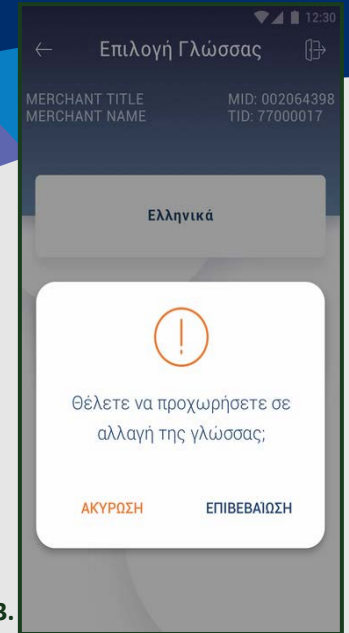 12:30
Επιλογή Γλώσσας
MERCHANT TITLE MID: 002064398
MERCHANT NAME TID: 77000017
Ελληνικά
Θέλετε να προχωρήσετε σε
αλλαγή της γλώσσας;
ΑΚΥΡΩΣΗ ΕΠΙΒΕΒΑΊΩΣΗ
3.